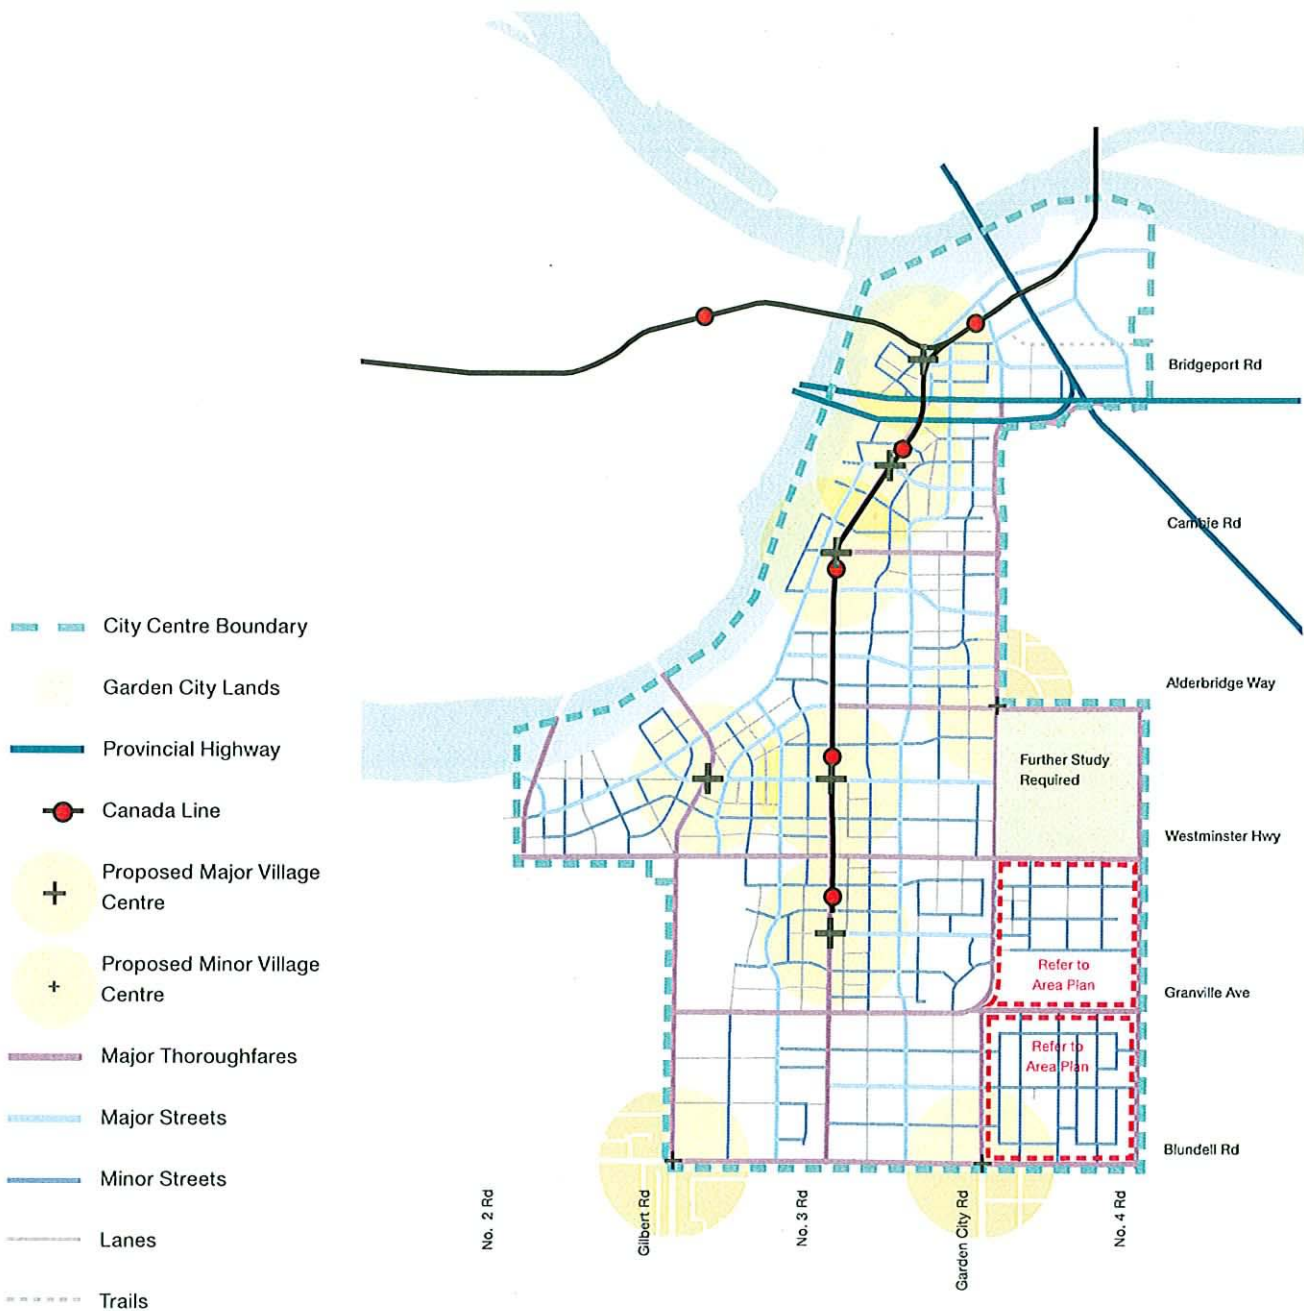 City Centre Boundary
Garden City Lands
Provincial Highway
Canada Line
Proposed Major Village
Centre
Proposed Minor Village
Centre
Major Thoroughfares
Major Streets
Minor Streets
Lanes
Trails
Bridgeport Rd
Cambie Rd
Alderbridge Way
Further Study
Required
Westminster Hwy
Refer to
Area Plan
Granville Ave
Refer to
Area Plan
Blundell Rd
No. 2 Rd
Gilbert Rd
No. 3 Rd
Garden City Rd
No. 4 Rd